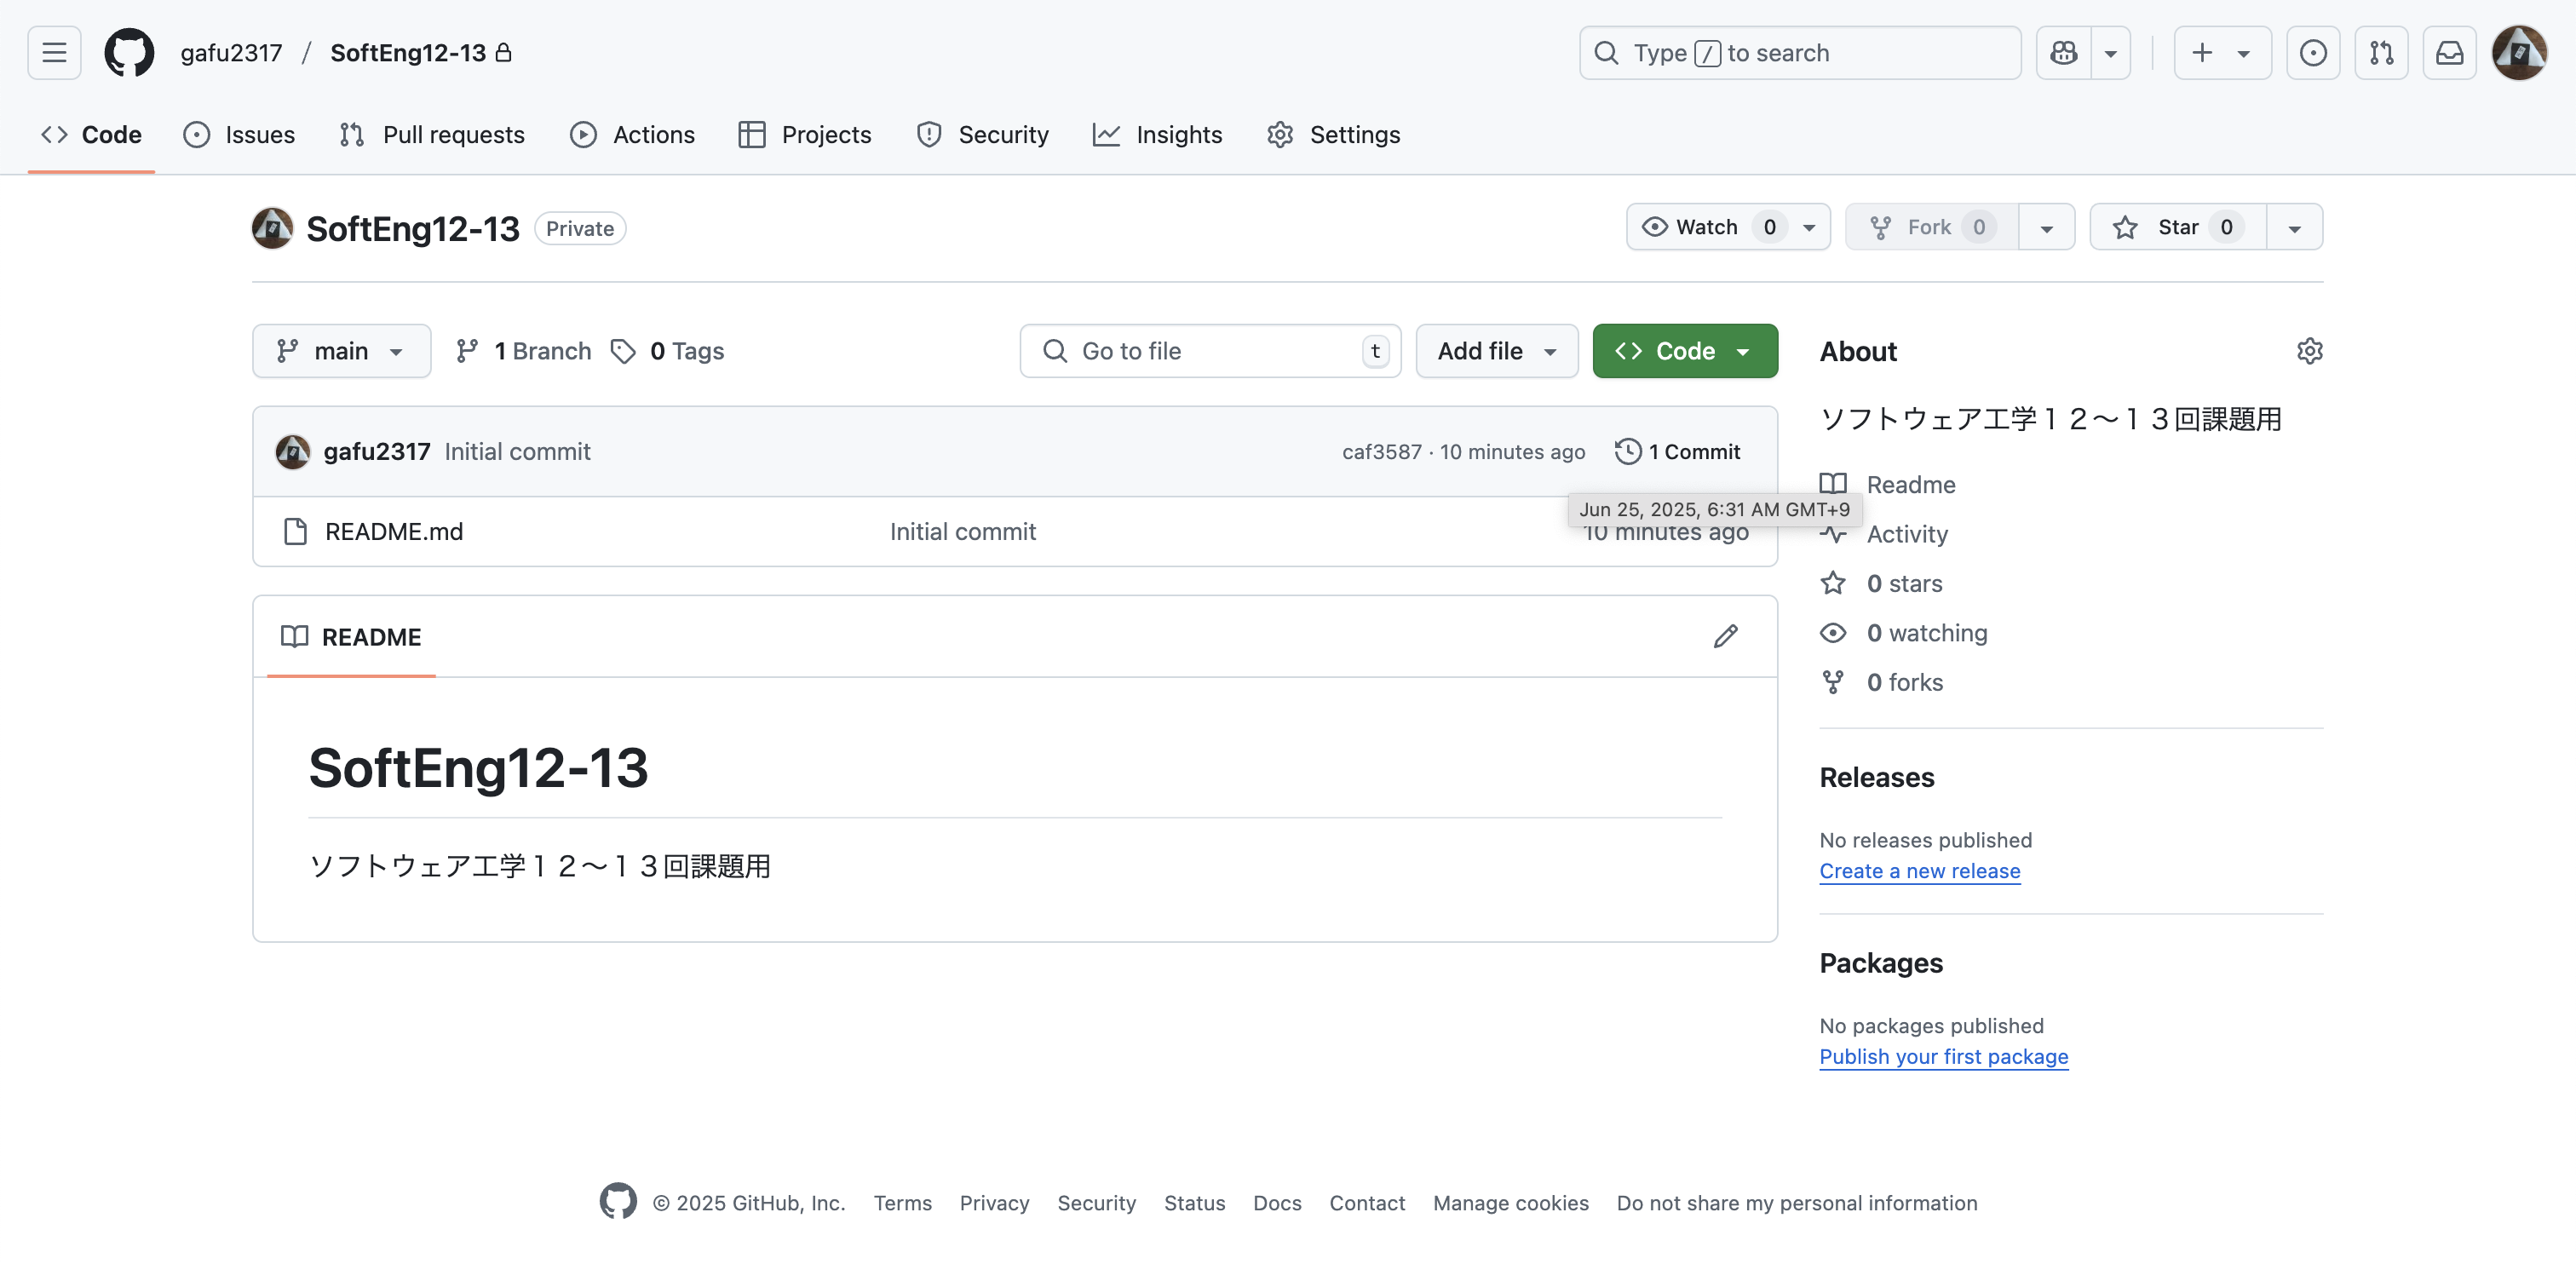 gafu2317 / SoftEng12-13
Type / to search
Code Issues Pull requests Actions Projects Security Insights Settings
SoftEng12-13 Private
Watch 0 Fork 0 Star 0
main 1 Branch 0 Tags
Go to file t Add file Code
gafu2317 Initial commit caf3587 · 10 minutes ago 1 Commit
Jun 25, 2025, 6:31 AM GMT+9
README.md Initial commit 10 minutes ago
README
SoftEng12-13
ソフトウェア工学１２〜１３回課題用
About
ソフトウェア工学１２〜１３回課題用
Readme
Activity
0 stars
0 watching
0 forks
Releases
No releases published
Create a new release
Packages
No packages published
Publish your first package
© 2025 GitHub, Inc. Terms Privacy Security Status Docs Contact Manage cookies Do not share my personal information